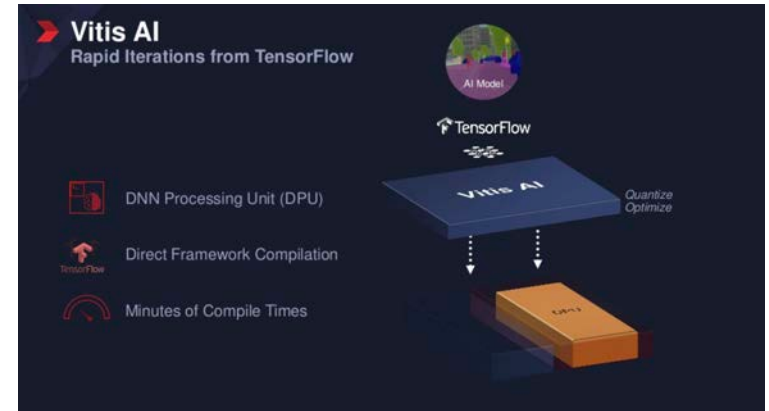 Vitis AI
Rapid Iterations from TensorFlow
AI Model
TensorFlow
Vitis AI
Quantize
Optimize
DNN Processing Unit (DPU)
TensorFlow
Direct Framework Compilation
Minutes of Compile Times
DPU